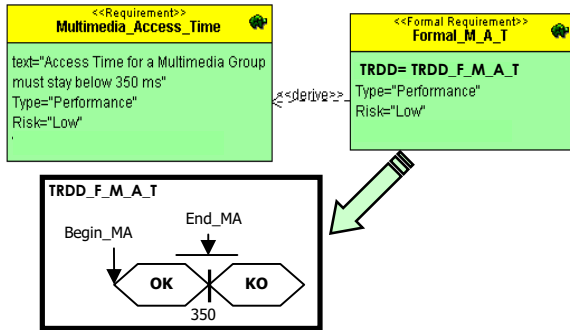 <<Requirement>>
Multimedia_Access_Time
text="Access Time for a Multimedia Group
must stay below 350 ms"
Type="Performance"
Risk="Low"
<<derive>>
<<Formal Requirement>>
Formal_M_A_T
TRDD= TRDD_F_M_A_T
Type="Performance"
Risk="Low"
TRDD_F_M_A_T
End_MA
Begin_MA
OK
KO
350